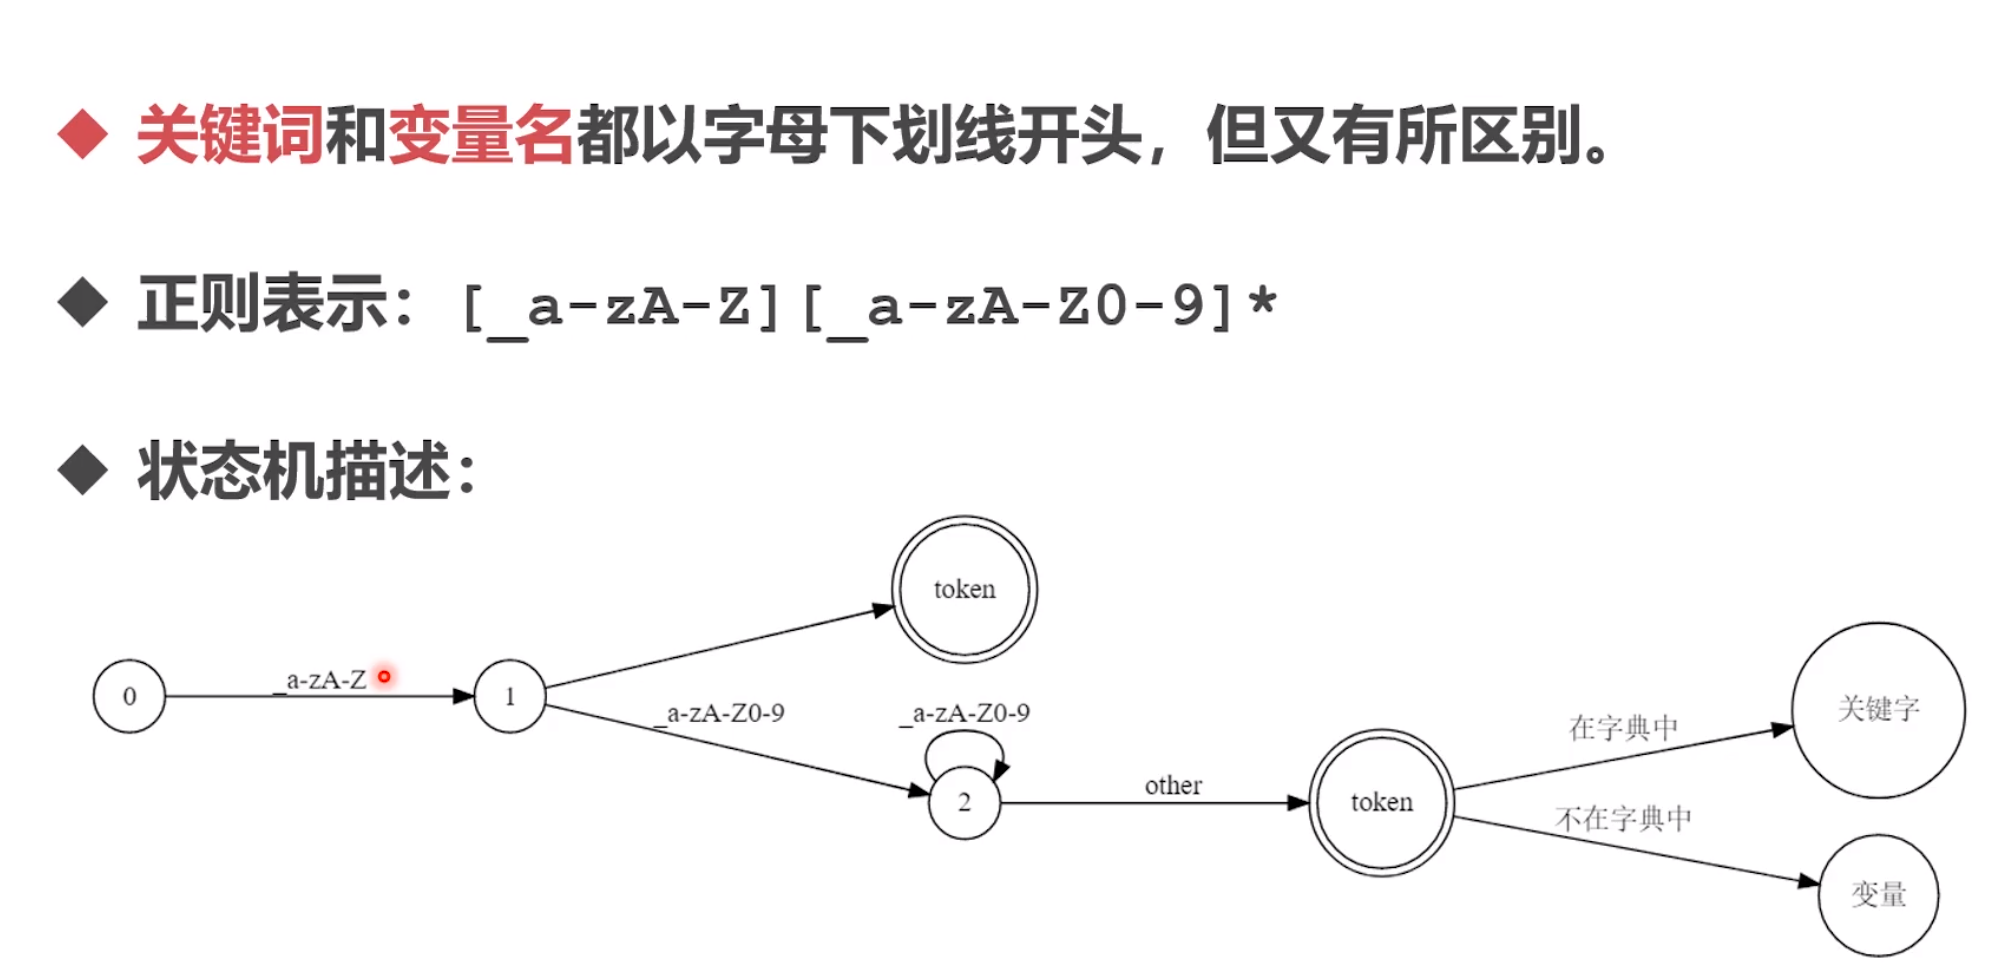 关键词和变量名都以字母下划线开头，但又有所区别。
正则表示：[_a-zA-Z][_a-zA-Z0-9]*
状态机描述：
token
0
_a-zA-Z
1
_a-zA-Z0-9
_a-zA-Z0-9
2
other
token
在字典中
关键字
不在字典中
变量